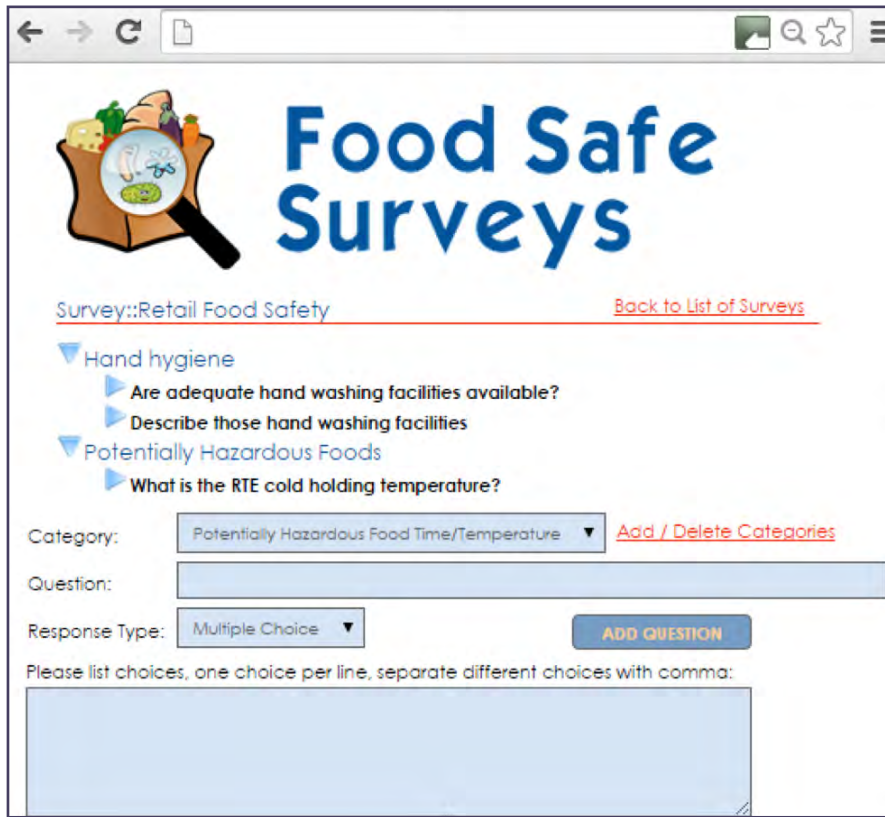 Food Safe
Surveys
Survey::Retail Food Safety Back to List of Surveys
Hand hygiene
Are adequate hand washing facilities available?
Describe those hand washing facilities
Potentially Hazardous Foods
What is the RTE cold holding temperature?
Category: Potentially Hazardous Food Time/Temperature Add / Delete Categories
Question:
Response Type: Multiple Choice ADD QUESTION
Please list choices, one choice per line, separate different choices with comma: